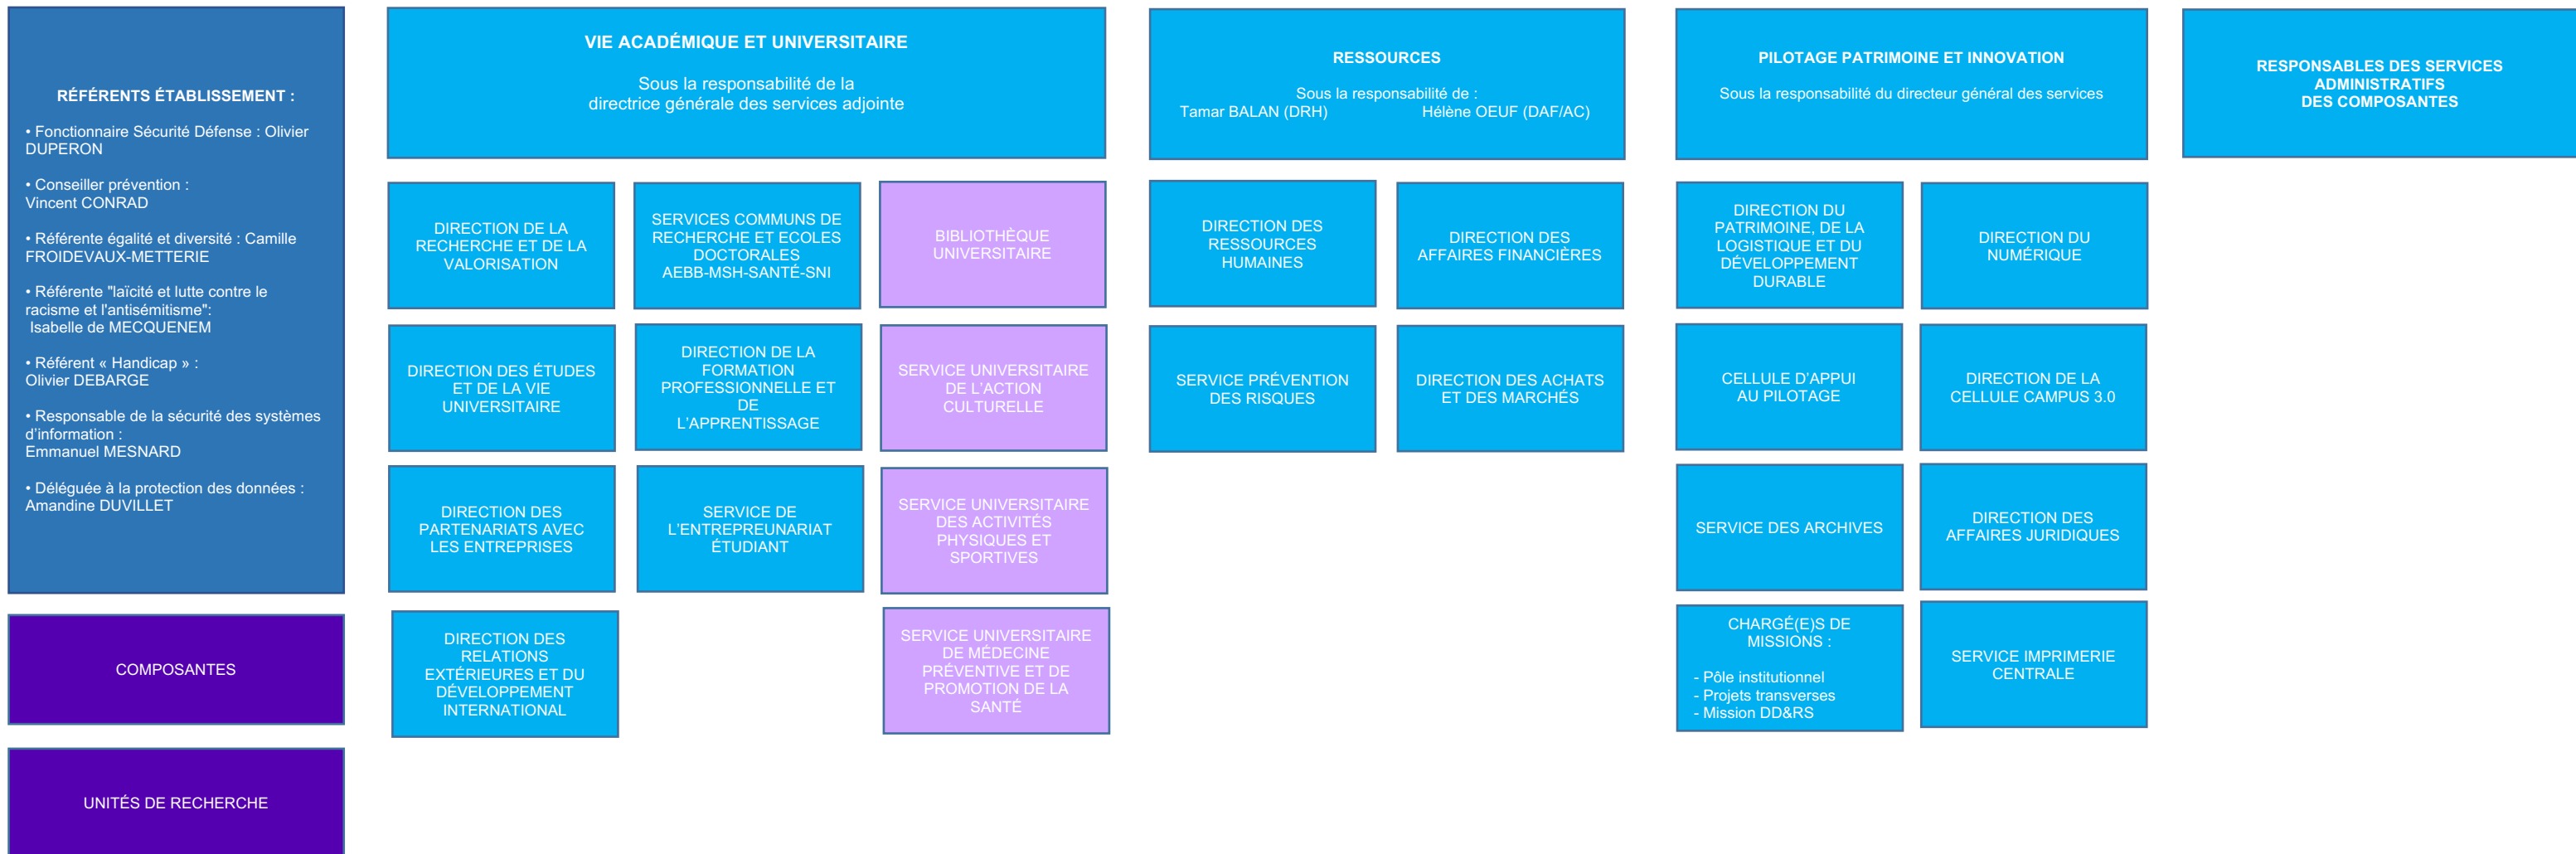 RÉFÉRENTS ÉTABLISSEMENT :
• Fonctionnaire Sécurité Défense : Olivier
DUPERON
• Conseiller prévention :
Vincent CONRAD
• Référente égalité et diversité : Camille
FROIDEVAUX-METTERIE
• Référente "laïcité et lutte contre le
racisme et l'antisémitisme":
Isabelle de MECQUENEM
• Référent « Handicap » :
Olivier DEBARGE
• Responsable de la sécurité des systèmes
d'information :
Emmanuel MESNARD
• Déléguée à la protection des données :
Amandine DUVILLET
COMPOSANTES
UNITÉS DE RECHERCHE
VIE ACADÉMIQUE ET UNIVERSITAIRE
Sous la responsabilité de la
directrice générale des services adjointe
DIRECTION DE LA
RECHERCHE ET DE LA
VALORISATION
SERVICES COMMUNS DE
RECHERCHE ET ECOLES
DOCTORALES
AEBB-MSH-SANTÉ-SNI
BIBLIOTHÈQUE
UNIVERSITAIRE
DIRECTION DES ÉTUDES
ET DE LA VIE
UNIVERSITAIRE
DIRECTION DE LA
FORMATION
PROFESSIONNELLE ET
DE
L'APPRENTISSAGE
SERVICE UNIVERSITAIRE
DE L'ACTION
CULTURELLE
DIRECTION DES
PARTENARIATS AVEC
LES ENTREPRISES
SERVICE DE
L'ENTREPREUNARIAT
ÉTUDIANT
SERVICE UNIVERSITAIRE
DES ACTIVITÉS
PHYSIQUES ET
SPORTIVES
DIRECTION DES
RELATIONS
EXTÉRIEURES ET DU
DÉVELOPPEMENT
INTERNATIONAL
SERVICE UNIVERSITAIRE
DE MÉDECINE
PRÉVENTIVE ET DE
PROMOTION DE LA
SANTÉ
RESSOURCES
Sous la responsabilité de :
Tamar BALAN (DRH) Hélène OEUF (DAF/AC)
DIRECTION DES
RESSOURCES
HUMAINES
DIRECTION DES
AFFAIRES FINANCIÈRES
SERVICE PRÉVENTION
DES RISQUES
DIRECTION DES ACHATS
ET DES MARCHÉS
PILOTAGE PATRIMOINE ET INNOVATION
Sous la responsabilité du directeur général des services
DIRECTION DU
PATRIMOINE, DE LA
LOGISTIQUE ET DU
DÉVELOPPEMENT
DURABLE
DIRECTION DU
NUMÉRIQUE
CELLULE D'APPUI
AU PILOTAGE
DIRECTION DE LA
CELLULE CAMPUS 3.0
SERVICE DES ARCHIVES
DIRECTION DES
AFFAIRES JURIDIQUES
CHARGÉ(E)S DE
MISSIONS :
- Pôle institutionnel
- Projets transverses
- Mission DD&RS
SERVICE IMPRIMERIE
CENTRALE
RESPONSABLES DES SERVICES
ADMINISTRATIFS
DES COMPOSANTES